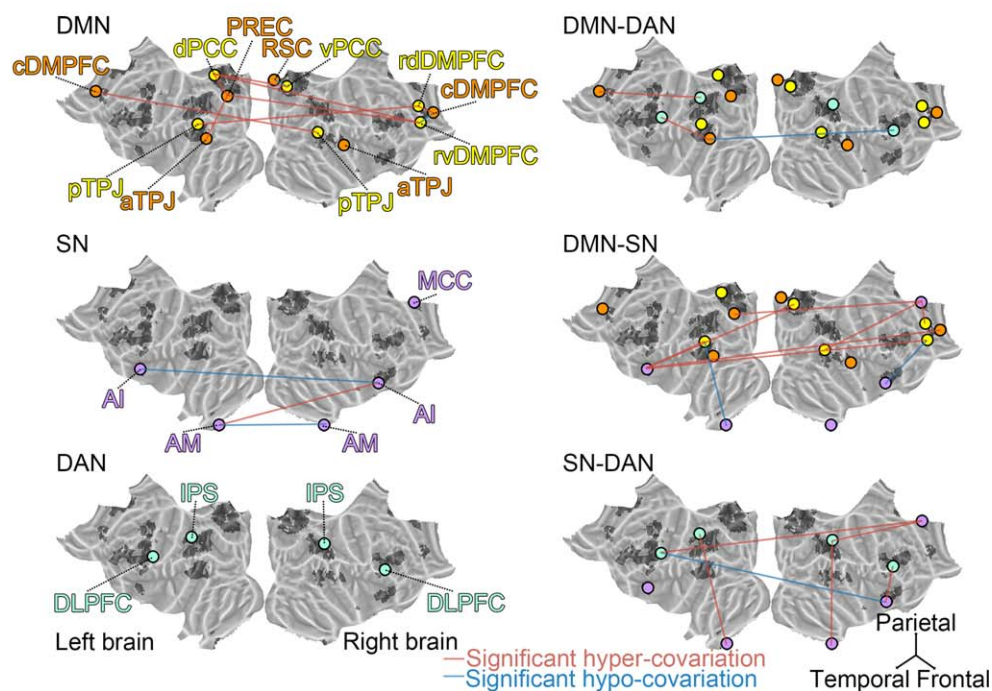 DMN
PREC
dPCC RSC vPCC
cDMPFC
rdDMPFC
cDMPFC
rvDMPFC
pTPJ
aTPJ
aTPJ
pTPJ
DMN-DAN
SN
MCC
AI
AI
AM
AM
DMN-SN
DAN
IPS
IPS
DLPFC
DLPFC
Left brain
Right brain
SN-DAN
Significant hyper-covariation
Significant hypo-covariation
Parietal
Temporal Frontal